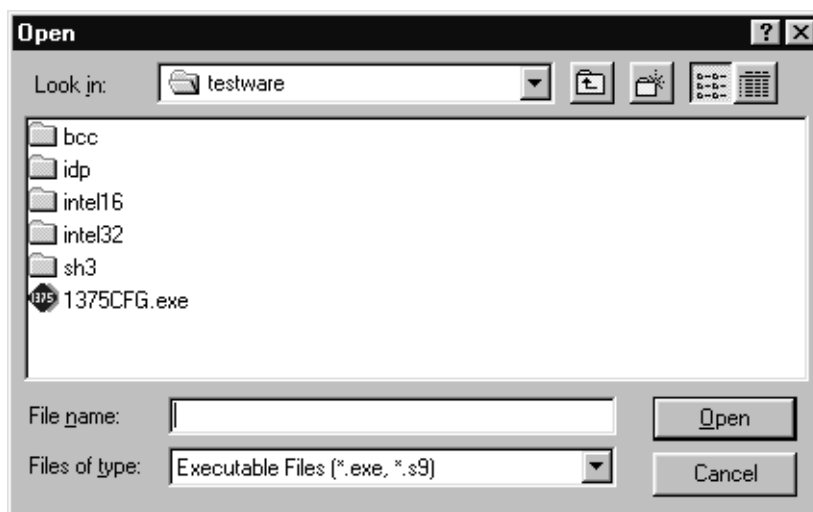 Open
Look in: testware
bcc
idp
intel16
intel32
sh3
1375 1375CFG.exe
File name: Open
Files of type: Executable Files (*.exe, *.s9) Cancel